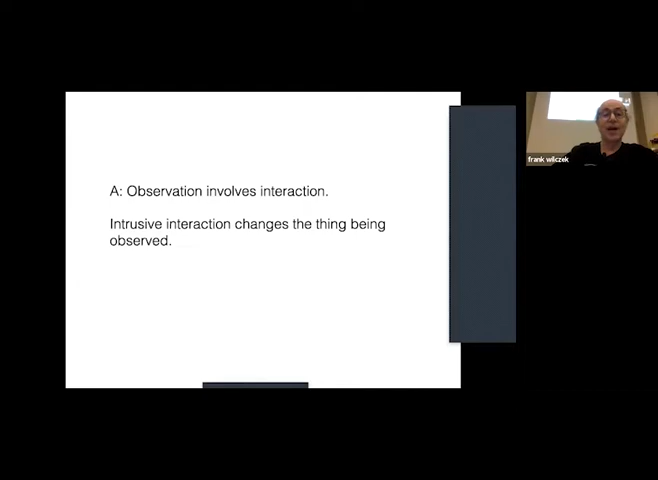 A: Observation involves interaction.
Intrusive interaction changes the thing being
observed.
frank wilczek